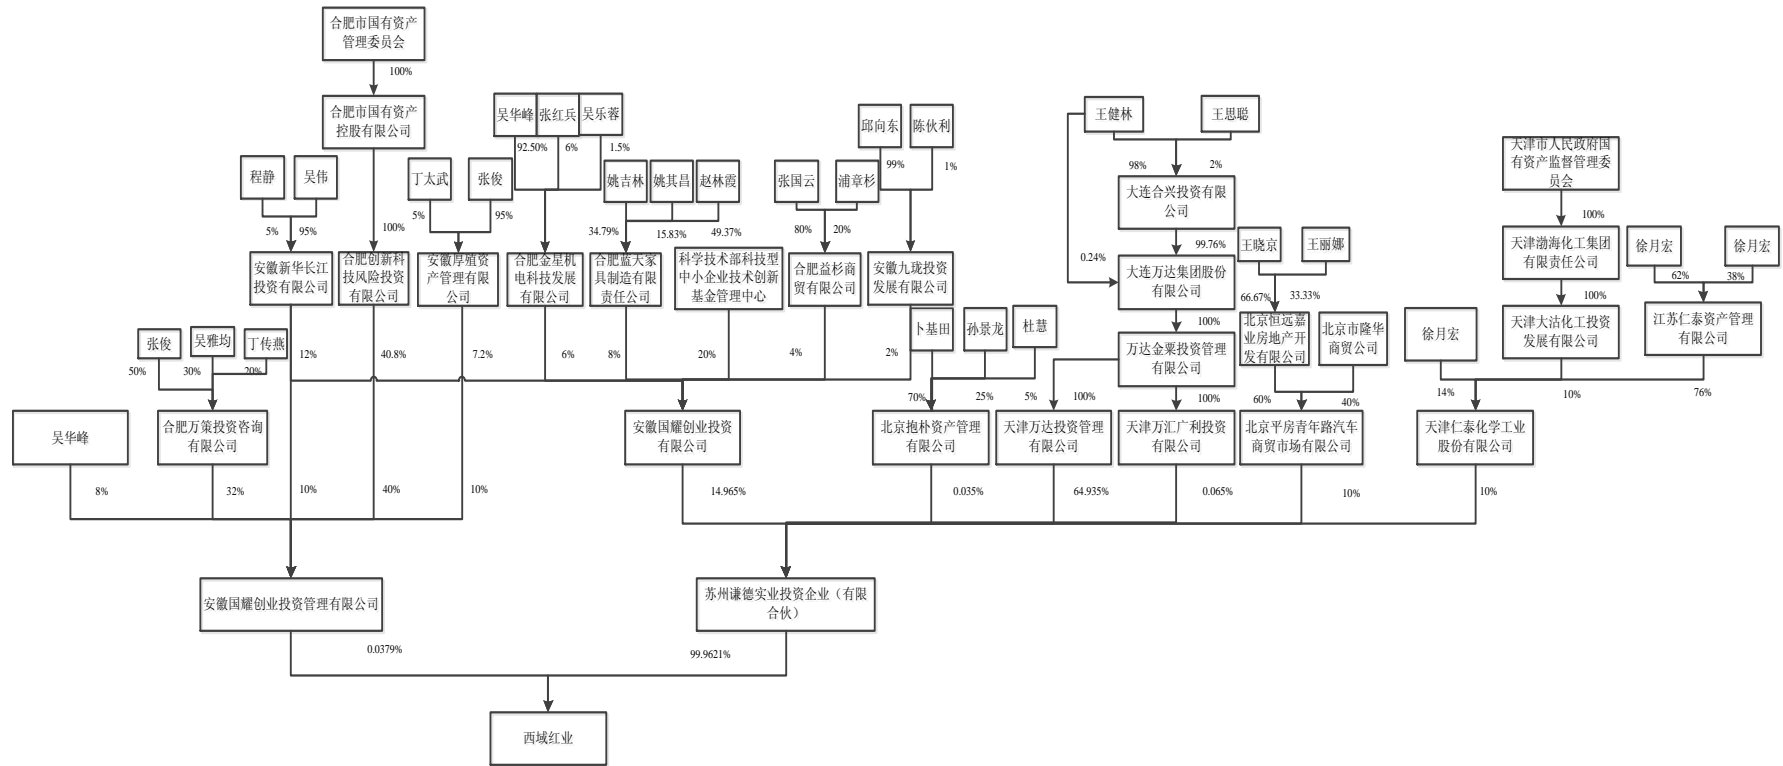 合肥市国有资产
管理委员会
100%
合肥市国有资产
控股有限公司
吴华峰
张红兵
吴乐蓉
邱向东
陈伙利
王健林
王思聪
92.50%
6%
1.5%
99%
1%
98%
2%
天津市人民政府国
有资产监督管理委
员会
程静
吴伟
丁太武
张俊
姚吉林
姚其昌
赵林霞
张国云
浦章杉
大连合兴投资有限
公司
5%
95%
100%
5%
95%
34.79%
15.83%
49.37%
80%
20%
99.76%
100%
安徽新华长江
投资有限公司
合肥创新科
技风险投资
有限公司
安徽厚殖资
产管理有限
公司
合肥金星机
电科技发展
有限公司
合肥蓝天家
具制造有限
责任公司
科学技术部科技型
中小企业技术创新
基金管理中心
合肥益杉商
贸有限公司
安徽九珑投资
发展有限公司
0.24%
大连万达集团股份
有限公司
王晓京
王丽娜
天津渤海化工集团
有限责任公司
徐月宏
徐月宏
62%
38%
66.67%
33.33%
100%
100%
张俊
吴雅均
丁传燕
卜基田
孙景龙
杜慧
万达金粟投资管理
有限公司
北京恒远嘉
业房地产开
发有限公司
北京市隆华
商贸公司
徐月宏
天津大沽化工投资
发展有限公司
江苏仁泰资产管理
有限公司
50%
30%
20%
12%
40.8%
7.2%
6%
8%
20%
4%
2%
70%
25%
5%
100%
100%
60%
40%
14%
10%
76%
吴华峰
合肥万策投资咨询
有限公司
安徽国耀创业投资
有限公司
北京抱朴资产管理
有限公司
天津万达投资管理
有限公司
天津万汇广利投资
有限公司
北京平房青年路汽车
商贸市场有限公司
天津仁泰化学工业
股份有限公司
8%
32%
10%
40%
10%
14.965%
0.035%
64.935%
0.065%
10%
10%
安徽国耀创业投资管理有限公司
苏州谦德实业投资企业（有限
合伙）
0.0379%
99.9621%
西域红业